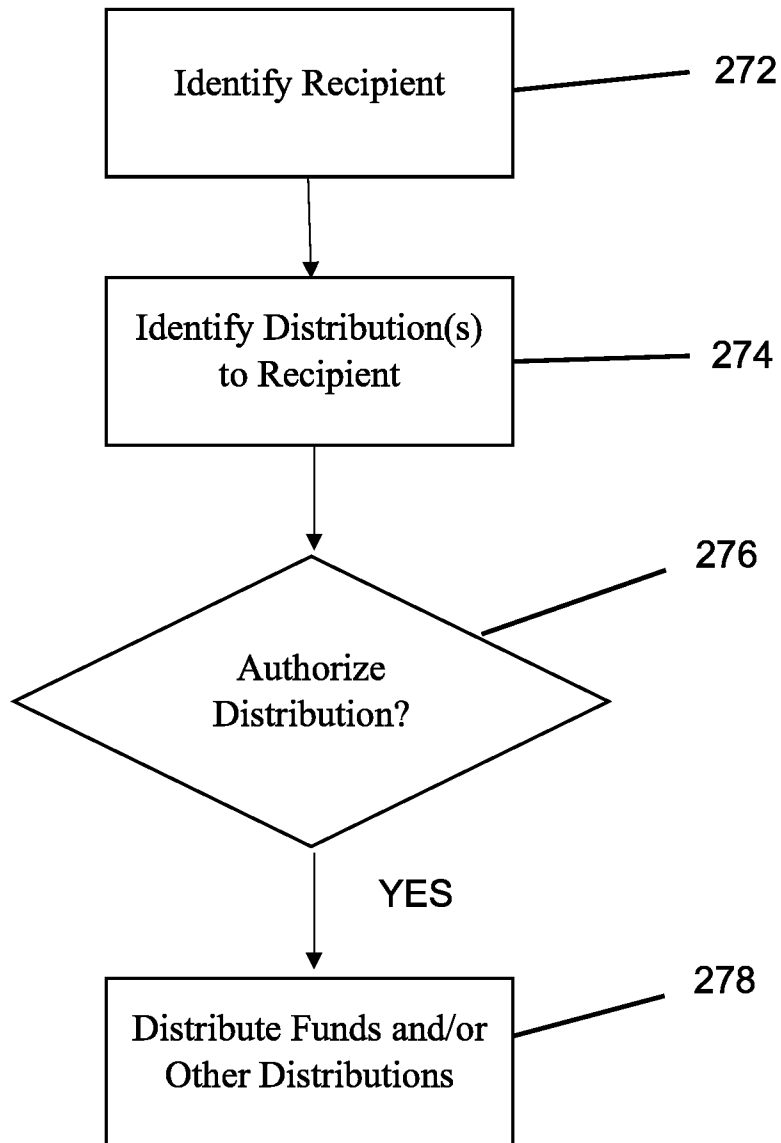 Identify Recipient
272
Identify Distribution(s)
to Recipient
274
276
Authorize
Distribution?
YES
278
Distribute Funds and/or
Other Distributions